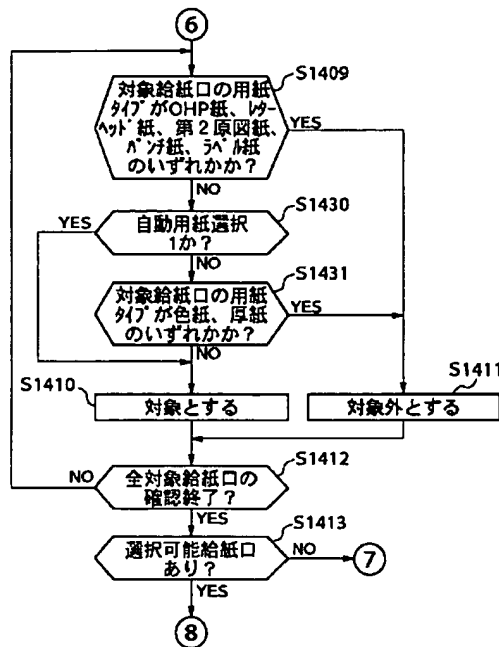 ⑥
S1409
対象給紙口の用紙
タイプがOHP紙、レター
ヘッド紙、第2原図紙、
パンチ紙、ラベル紙
のいずれかか?
YES
NO
S1430
自動用紙選択
1か?
YES
NO
S1431
対象給紙口の用紙
タイプが色紙、厚紙
のいずれかか?
YES
NO
S1410
対象とする
S1411
対象外とする
S1412
全対象給紙口の
確認終了?
NO
YES
S1413
選択可能給紙口
あり?
NO
⑦
YES
⑧